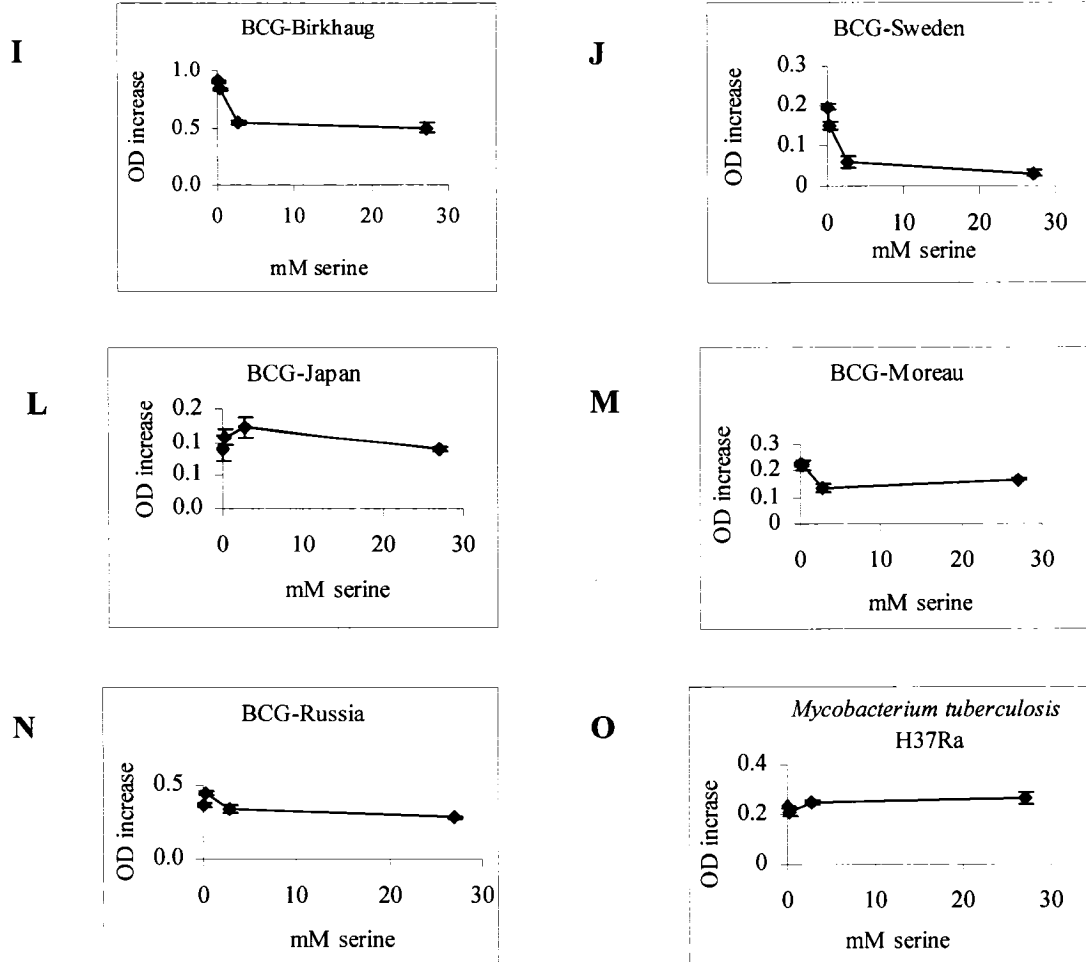 I
BCG-Birkhaug
OD increase
1.0
0.5
0.0
0 10 20 30
mM serine
J
BCG-Sweden
OD increase
0.3
0.2
0.1
0
0 10 20 30
mM serine
L
BCG-Japan
OD increase
0.2
0.1
0.1
0.0
0 10 20 30
mM serine
M
BCG-Moreau
OD increase
0.3
0.2
0.1
0
0 10 20 30
mM serine
N
BCG-Russia
OD increase
0.5
0.0
0 10 20 30
mM serine
O
Mycobacterium tuberculosis
H37Ra
OD incrase
0.4
0.2
0
0 10 20 30
mM serine